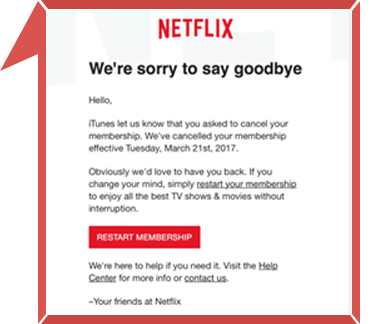 NETFLIX
We're sorry to say goodbye
Hello,
iTunes let us know that you asked to cancel your
membership. We've cancelled your membership
effective Tuesday, March 21st, 2017.
Obviously we'd love to have you back. If you
change your mind, simply restart your membership
to enjoy all the best TV shows & movies without
interruption.
RESTART MEMBERSHIP
We're here to help if you need it. Visit the Help
Center for more info or contact us.
–Your friends at Netflix